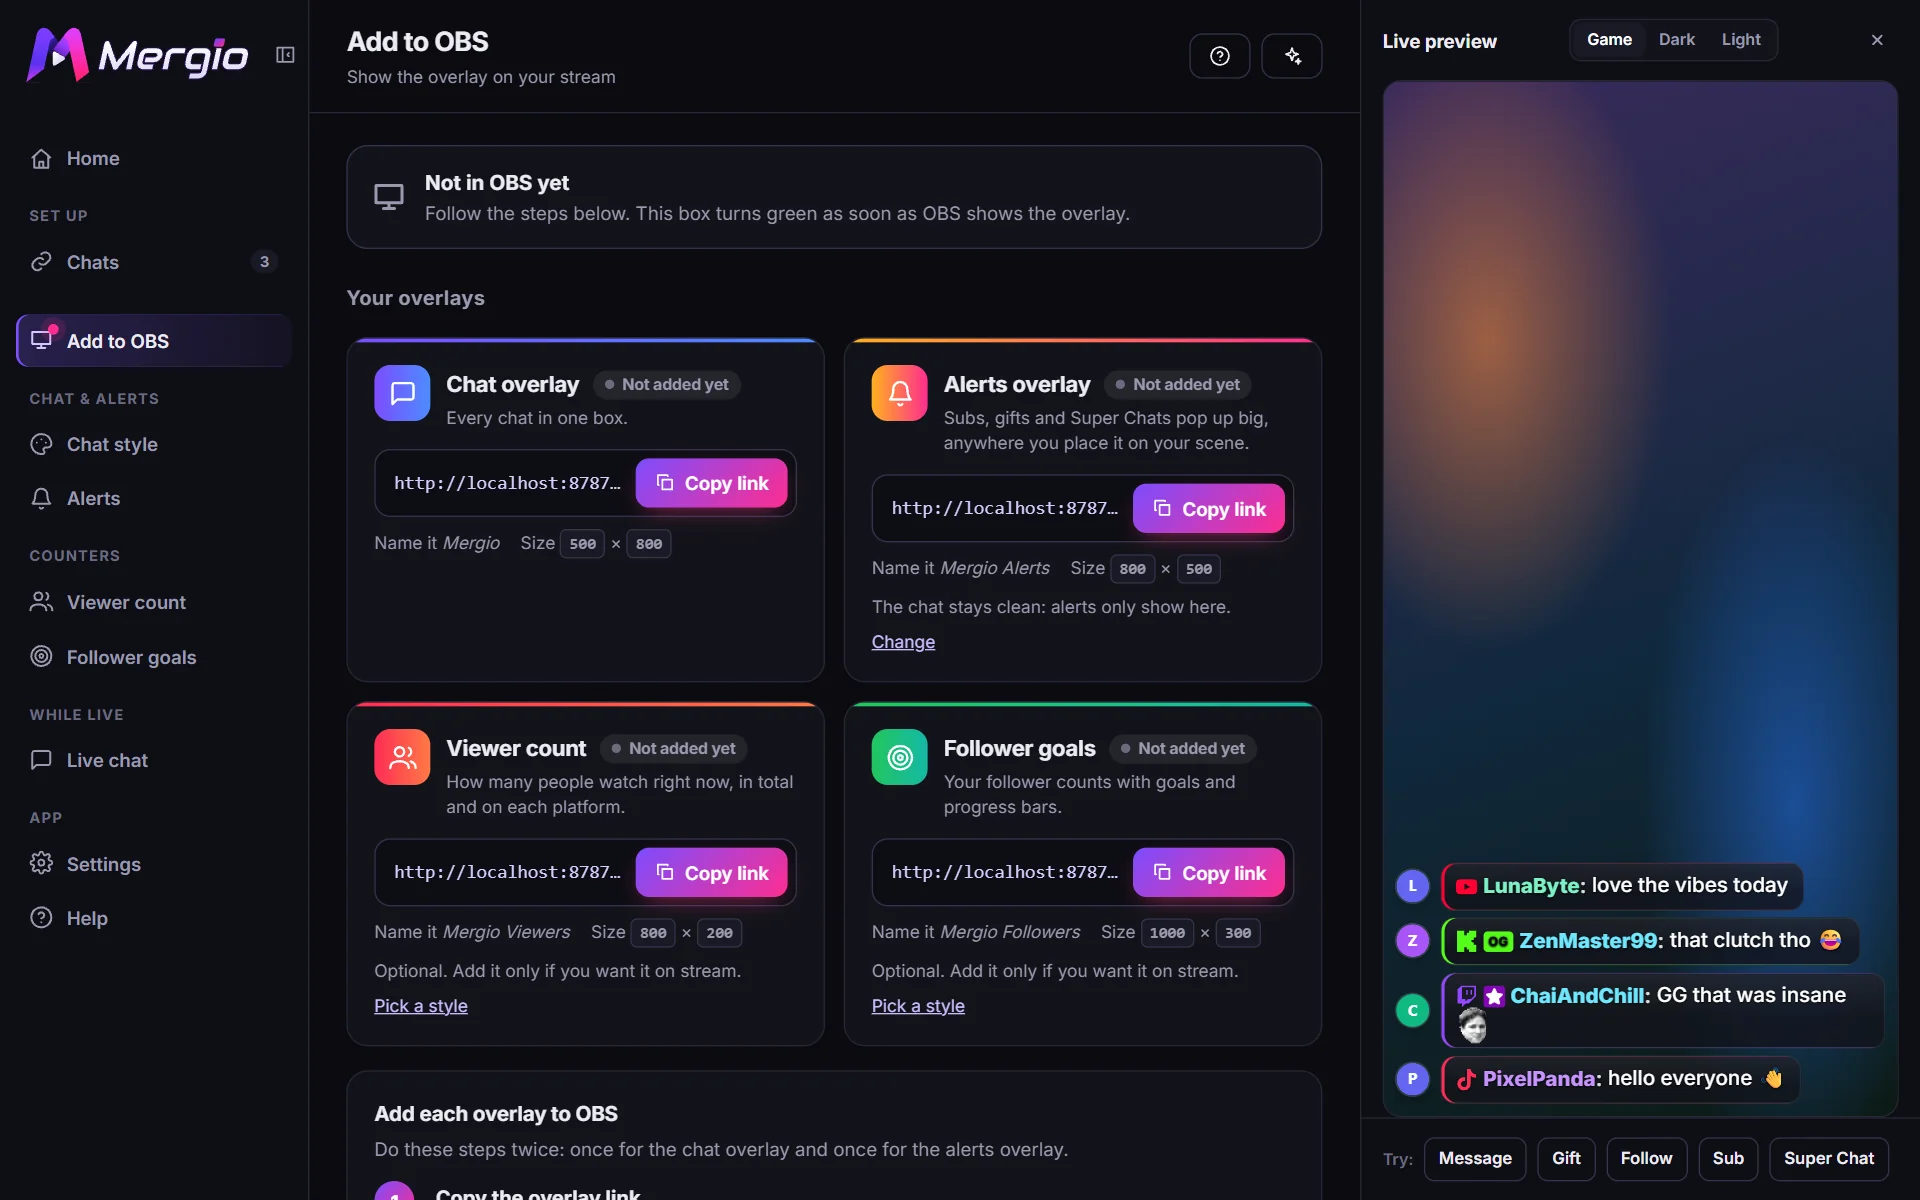 Mergio
Home
SET UP
Chats
3
Add to OBS
CHAT & ALERTS
Chat style
Alerts
COUNTERS
Viewer count
Follower goals
WHILE LIVE
Live chat
APP
Settings
Help
Add to OBS
Show the overlay on your stream
Not in OBS yet
Follow the steps below. This box turns green as soon as OBS shows the overlay.
Your overlays
Chat overlay
Not added yet
Every chat in one box.
http://localhost:8787…
Copy link
Name it Mergio Size 500 × 800
Alerts overlay
Not added yet
Subs, gifts and Super Chats pop up big,
anywhere you place it on your scene.
http://localhost:8787…
Copy link
Name it Mergio Alerts Size 800 × 500
The chat stays clean: alerts only show here.
Change
Viewer count
Not added yet
How many people watch right now, in total
and on each platform.
http://localhost:8787…
Copy link
Name it Mergio Viewers Size 800 × 200
Optional. Add it only if you want it on stream.
Pick a style
Follower goals
Not added yet
Your follower counts with goals and
progress bars.
http://localhost:8787…
Copy link
Name it Mergio Followers Size 1000 × 300
Optional. Add it only if you want it on stream.
Pick a style
Add each overlay to OBS
Do these steps twice: once for the chat overlay and once for the alerts overlay.
1 Copy the overlay link
Live preview
Game
Dark
Light
L LunaByte: love the vibes today
Z OG ZenMaster99: that clutch tho 😂
C ChaiAndChill: GG that was insane
P PixelPanda: hello everyone 👋
Try:
Message
Gift
Follow
Sub
Super Chat